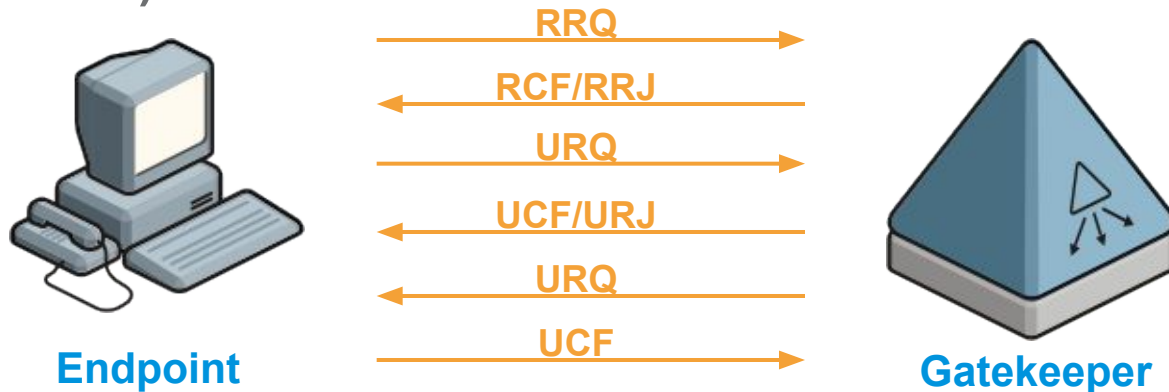 RRQ
RCF/RRJ
URQ
UCF/URJ
URQ
UCF
Endpoint
Gatekeeper